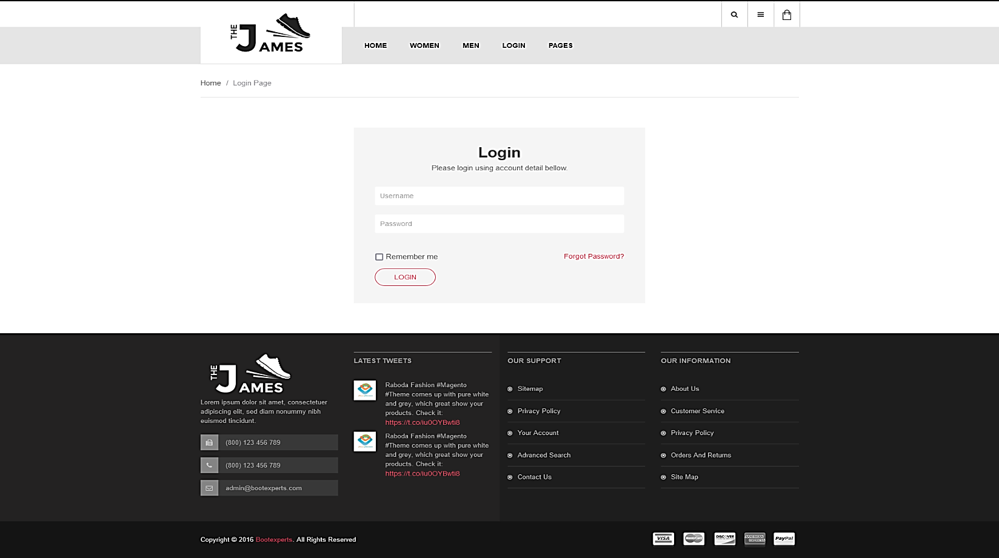 THE JAMES
HOME WOMEN MEN LOGIN PAGES
Home / Login Page
Login
Please login using account detail bellow.
Username
Password
Remember me Forgot Password?
LOGIN
THE JAMES
Lorem ipsum dolor sit amet, consectetuer
adipiscing elit, sed diam nonummy nibh
euismod tincidunt.
(800) 123 456 789
(800) 123 456 789
admin@bootexperts.com
LATEST TWEETS
Raboda Fashion #Magento
#Theme comes up with pure white
and grey, which great show your
products. Check it:
https://t.co/iu0OYBwti8
Raboda Fashion #Magento
#Theme comes up with pure white
and grey, which great show your
products. Check it:
https://t.co/iu0OYBwti8
OUR SUPPORT
Sitemap
Privacy Policy
Your Account
Advanced Search
Contact Us
OUR INFORMATION
About Us
Customer Service
Privacy Policy
Orders And Returns
Site Map
Copyright © 2016 Bootexperts. All Rights Reserved
VISA MasterCard DISCOVER AMERICAN EXPRESS PayPal